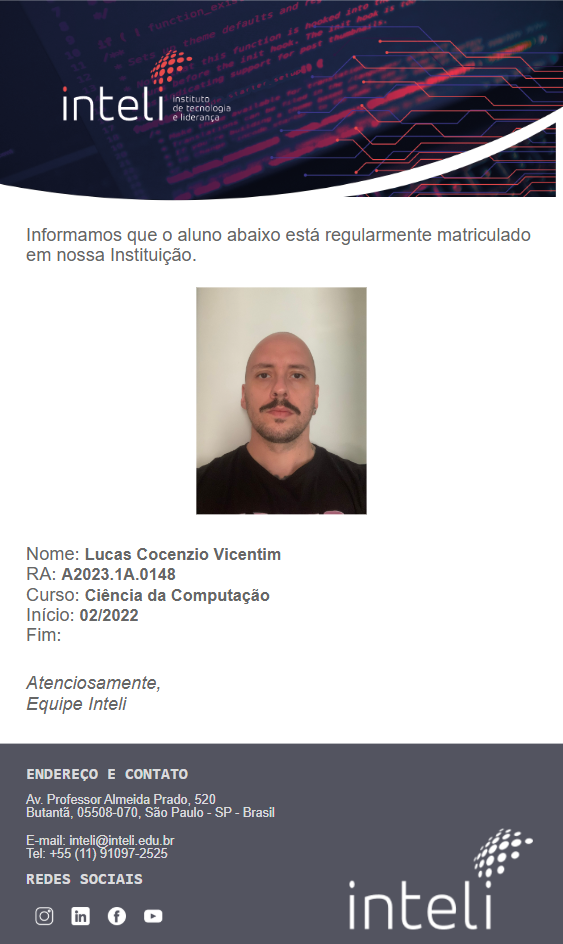 inteli
instituto
de tecnologia
e liderança
Informamos que o aluno abaixo está regularmente matriculado
em nossa Instituição.
Nome: Lucas Cocenzio Vicentim
RA: A2023.1A.0148
Curso: Ciência da Computação
Início: 02/2022
Fim:
Atenciosamente,
Equipe Inteli
ENDEREÇO E CONTATO
Av. Professor Almeida Prado, 520
Butantã, 05508-070, São Paulo - SP - Brasil
E-mail: inteli@inteli.edu.br
Tel: +55 (11) 91097-2525
REDES SOCIAIS
inteli